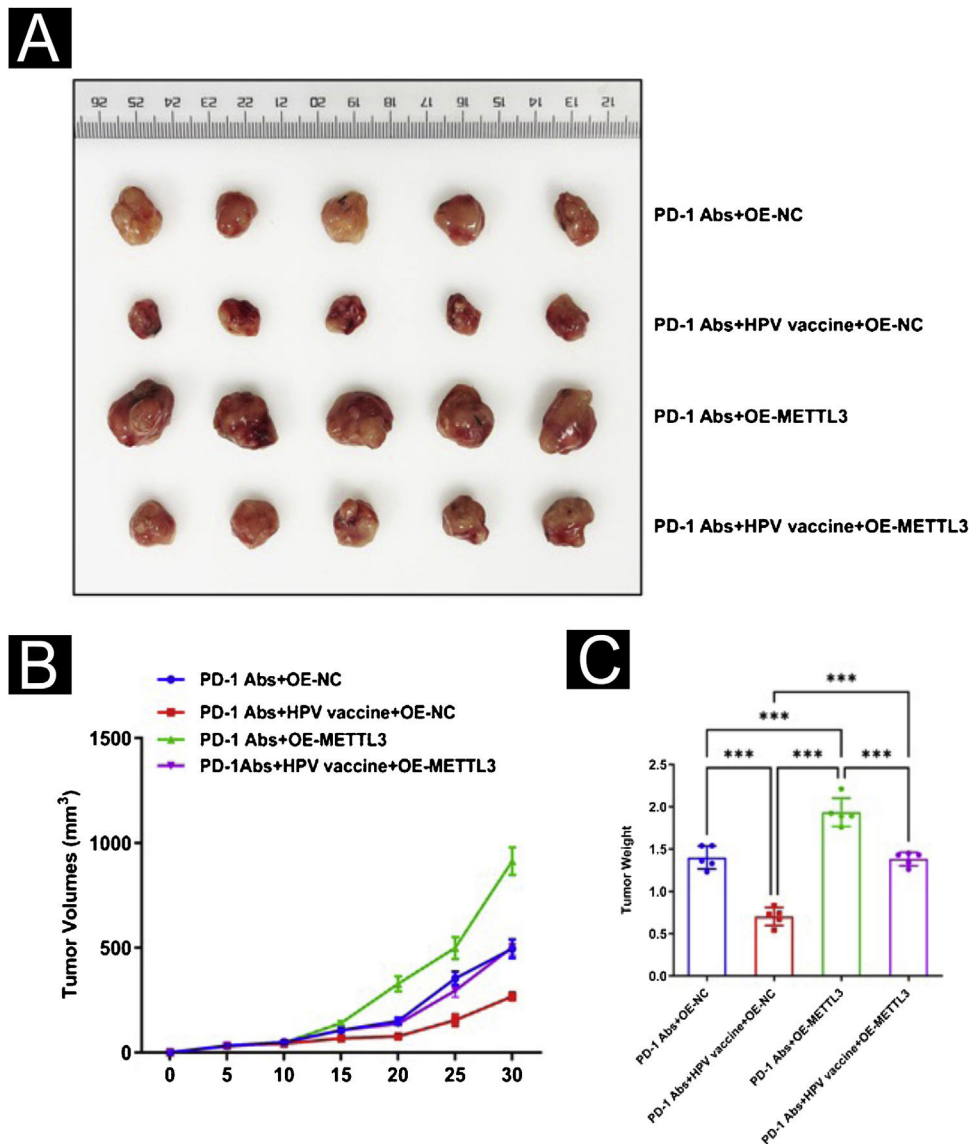 A
26 25 24 23 22 21 20 19 18 17 16 15 14 13 12
PD-1 Abs+OE-NC
PD-1 Abs+HPV vaccine+OE-NC
PD-1 Abs+OE-METTL3
PD-1 Abs+HPV vaccine+OE-METTL3
B
PD-1 Abs+OE-NC
PD-1 Abs+HPV vaccine+OE-NC
PD-1 Abs+OE-METTL3
PD-1Abs+HPV vaccine+OE-METTL3
Tumor Volumes (mm³)
1500
1000
500
0
0 5 10 15 20 25 30
C
***
***
*** *** ***
Tumor Weight
2.5
2.0
1.5
1.0
0.5
0.0
PD-1 Abs+OE-NC
PD-1 Abs+HPV vaccine+OE-NC
PD-1 Abs+OE-METTL3
PD-1 Abs+HPV vaccine+OE-METTL3